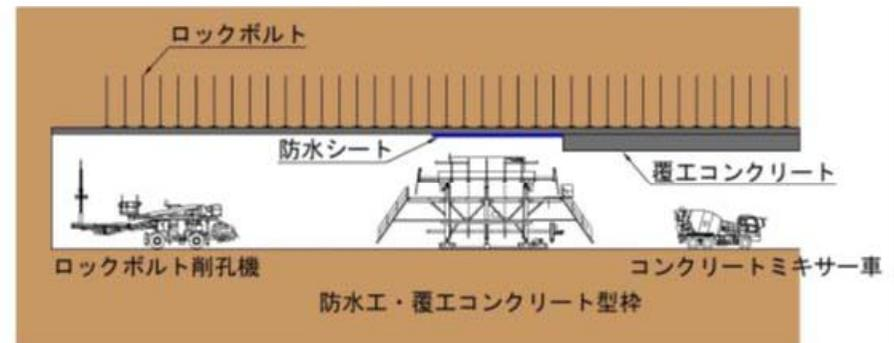 ロックボルト
防水シート
覆工コンクリート
ロックボルト削孔機
コンクリートミキサー車
防水工・覆工コンクリート型枠